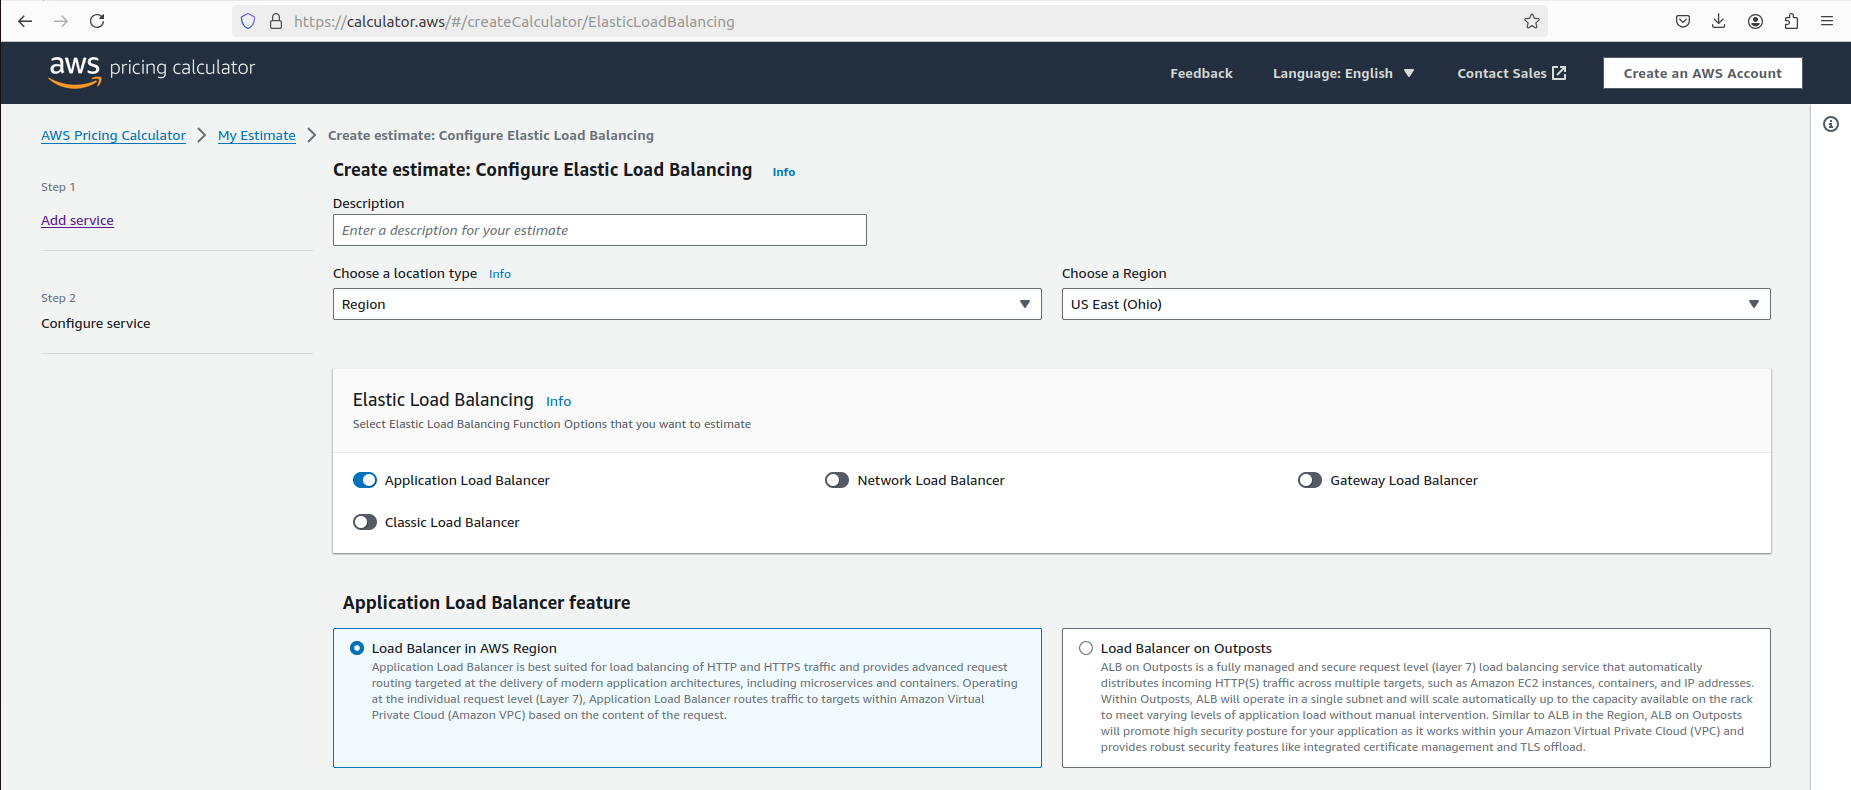 https://calculator.aws/#/createCalculator/ElasticLoadBalancing
aws pricing calculator
Feedback
Language: English
Contact Sales
Create an AWS Account
AWS Pricing Calculator
My Estimate
Create estimate: Configure Elastic Load Balancing
Step 1
Add service
Step 2
Configure service
Create estimate: Configure Elastic Load Balancing Info
Description
Enter a description for your estimate
Choose a location type Info
Region
Choose a Region
US East (Ohio)
Elastic Load Balancing Info
Select Elastic Load Balancing Function Options that you want to estimate
Application Load Balancer
Network Load Balancer
Gateway Load Balancer
Classic Load Balancer
Application Load Balancer feature
Load Balancer in AWS Region
Application Load Balancer is best suited for load balancing of HTTP and HTTPS traffic and provides advanced request
routing targeted at the delivery of modern application architectures, including microservices and containers. Operating
at the individual request level (Layer 7), Application Load Balancer routes traffic to targets within Amazon Virtual
Private Cloud (Amazon VPC) based on the content of the request.
Load Balancer on Outposts
ALB on Outposts is a fully managed and secure request level (layer 7) load balancing service that automatically
distributes incoming HTTP(S) traffic across multiple targets, such as Amazon EC2 instances, containers, and IP addresses.
Within Outposts, ALB will operate in a single subnet and will scale automatically up to the capacity available on the rack
to meet varying levels of application load without manual intervention. Similar to ALB in the Region, ALB on Outposts
will promote high security posture for your application as it works within your Amazon Virtual Private Cloud (VPC) and
provides robust security features like integrated certificate management and TLS offload.